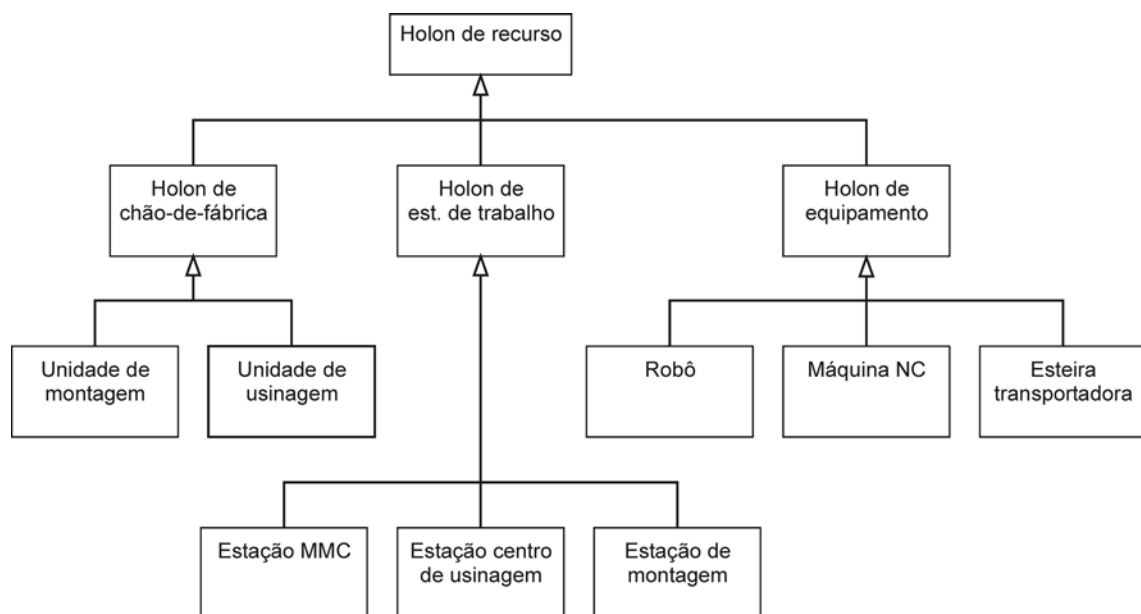 Holon de recurso
Holon de
chão-de-fábrica
Holon de
est. de trabalho
Holon de
equipamento
Unidade de
montagem
Unidade de
usinagem
Robô
Máquina NC
Esteira
transportadora
Estação MMC
Estação centro
de usinagem
Estação de
montagem